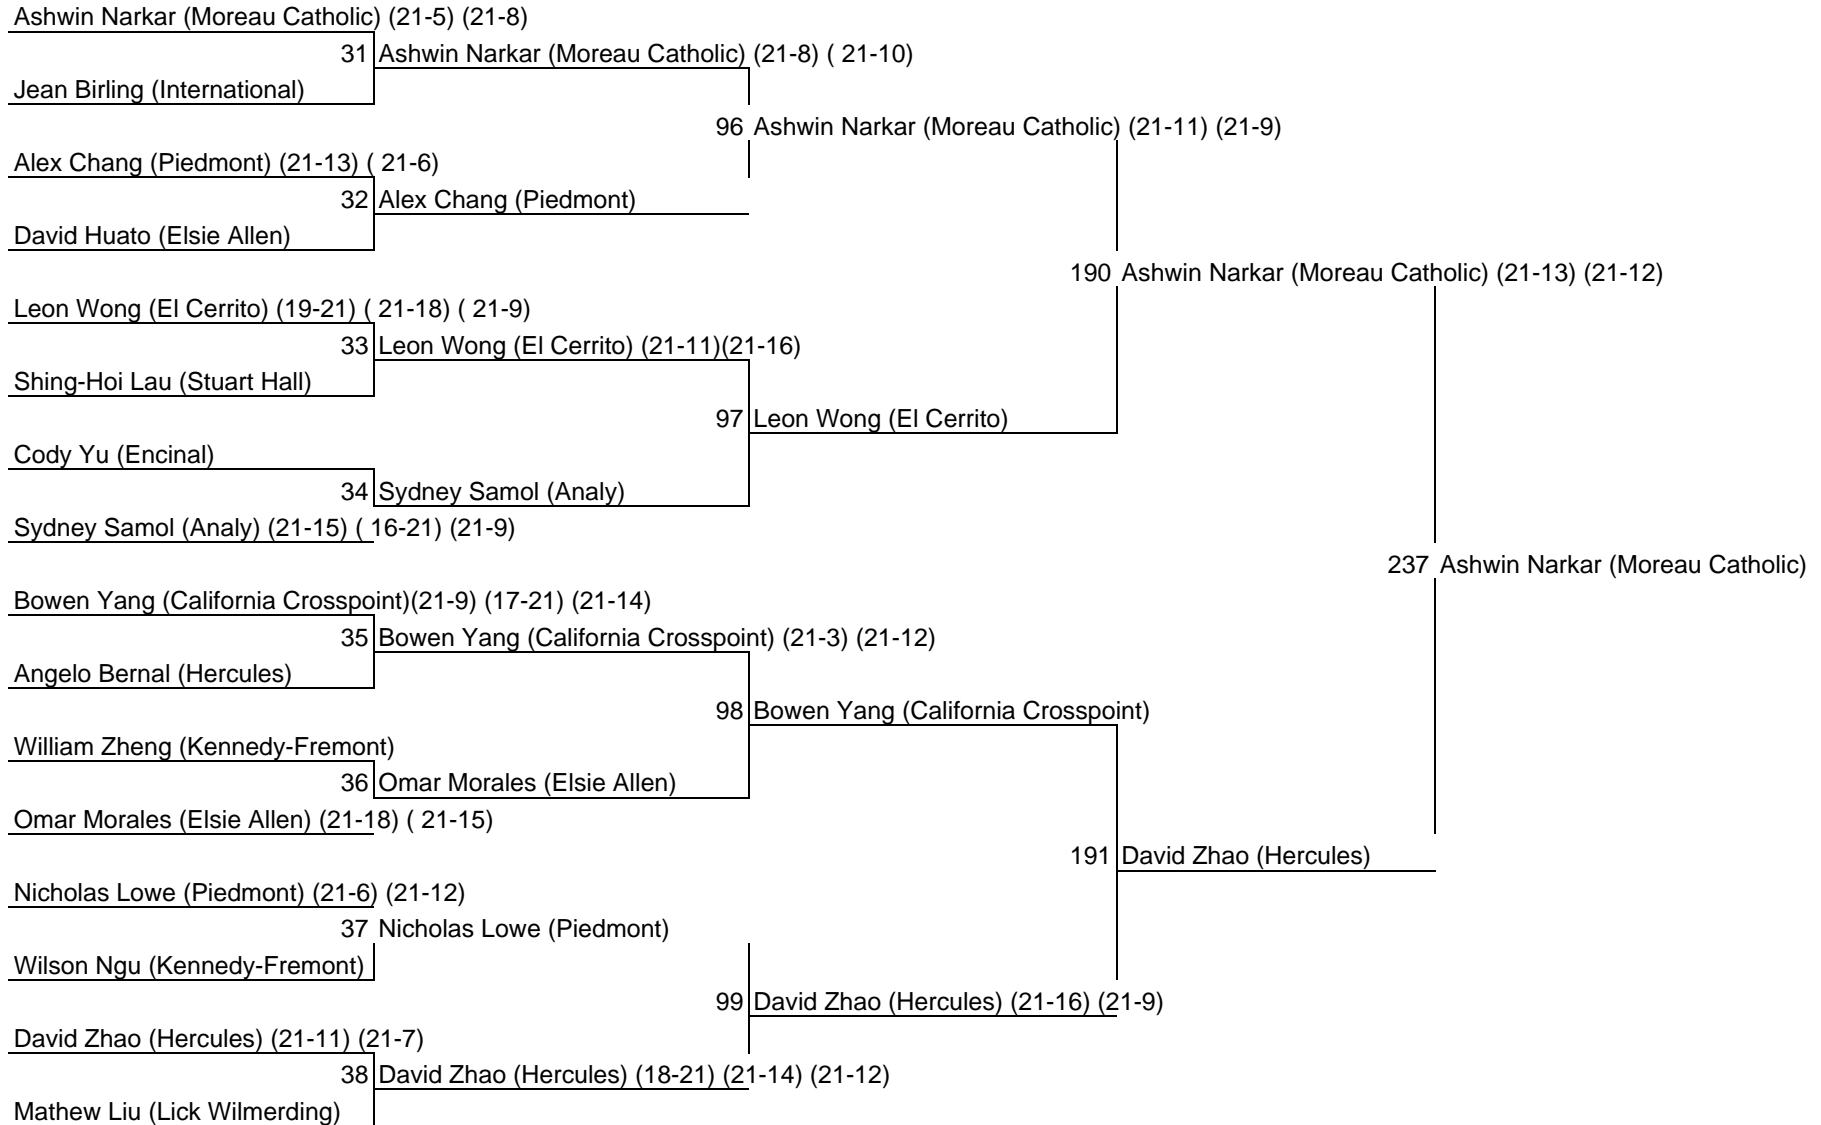 Ashwin Narkar (Moreau Catholic) (21-5) (21-8)
31 Ashwin Narkar (Moreau Catholic) (21-8) ( 21-10)
Jean Birling (International)
96 Ashwin Narkar (Moreau Catholic) (21-11) (21-9)
Alex Chang (Piedmont) (21-13) ( 21-6)
32 Alex Chang (Piedmont)
David Huato (Elsie Allen)
190 Ashwin Narkar (Moreau Catholic) (21-13) (21-12)
Leon Wong (El Cerrito) (19-21) ( 21-18) ( 21-9)
33 Leon Wong (El Cerrito) (21-11)(21-16)
Shing-Hoi Lau (Stuart Hall)
97 Leon Wong (El Cerrito)
Cody Yu (Encinal)
34 Sydney Samol (Analy)
Sydney Samol (Analy) (21-15) ( 16-21) (21-9)
237 Ashwin Narkar (Moreau Catholic)
Bowen Yang (California Crosspoint)(21-9) (17-21) (21-14)
35 Bowen Yang (California Crosspoint) (21-3) (21-12)
Angelo Bernal (Hercules)
98 Bowen Yang (California Crosspoint)
William Zheng (Kennedy-Fremont)
36 Omar Morales (Elsie Allen)
Omar Morales (Elsie Allen) (21-18) ( 21-15)
191 David Zhao (Hercules)
Nicholas Lowe (Piedmont) (21-6) (21-12)
37 Nicholas Lowe (Piedmont)
Wilson Ngu (Kennedy-Fremont)
99 David Zhao (Hercules) (21-16) (21-9)
David Zhao (Hercules) (21-11) (21-7)
38 David Zhao (Hercules) (18-21) (21-14) (21-12)
Mathew Liu (Lick Wilmerding)